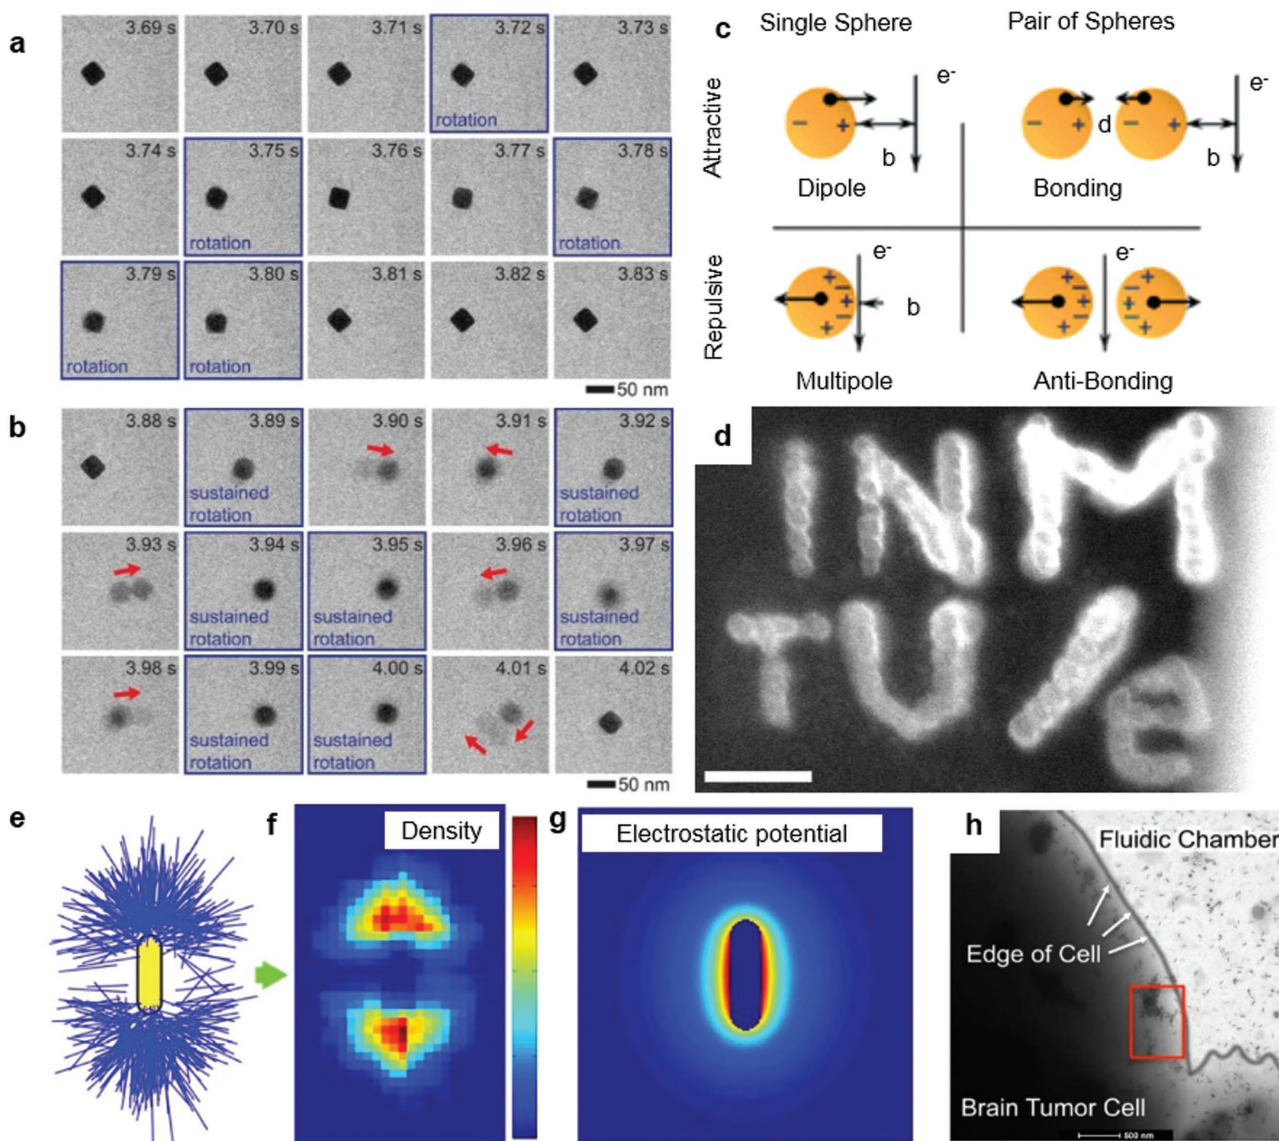 a
3.69 s 3.70 s 3.71 s 3.72 s 3.73 s
rotation
3.74 s 3.75 s 3.76 s 3.77 s 3.78 s
rotation rotation
3.79 s 3.80 s 3.81 s 3.82 s 3.83 s
rotation rotation
50 nm
b
3.88 s 3.89 s 3.90 s 3.91 s 3.92 s
sustained sustained
rotation rotation
3.93 s 3.94 s 3.95 s 3.96 s 3.97 s
sustained sustained sustained
rotation rotation rotation
3.98 s 3.99 s 4.00 s 4.01 s 4.02 s
sustained sustained
rotation rotation
50 nm
c
Single Sphere Pair of Spheres
Attractive
e- e-
− + − + d − +
b b
Dipole Bonding
Repulsive
e- e-
b
Multipole Anti-Bonding
d
INM
TU/e
e
f
Density
g
Electrostatic potential
h
Fluidic Chamber
Edge of Cell
Brain Tumor Cell
500 nm